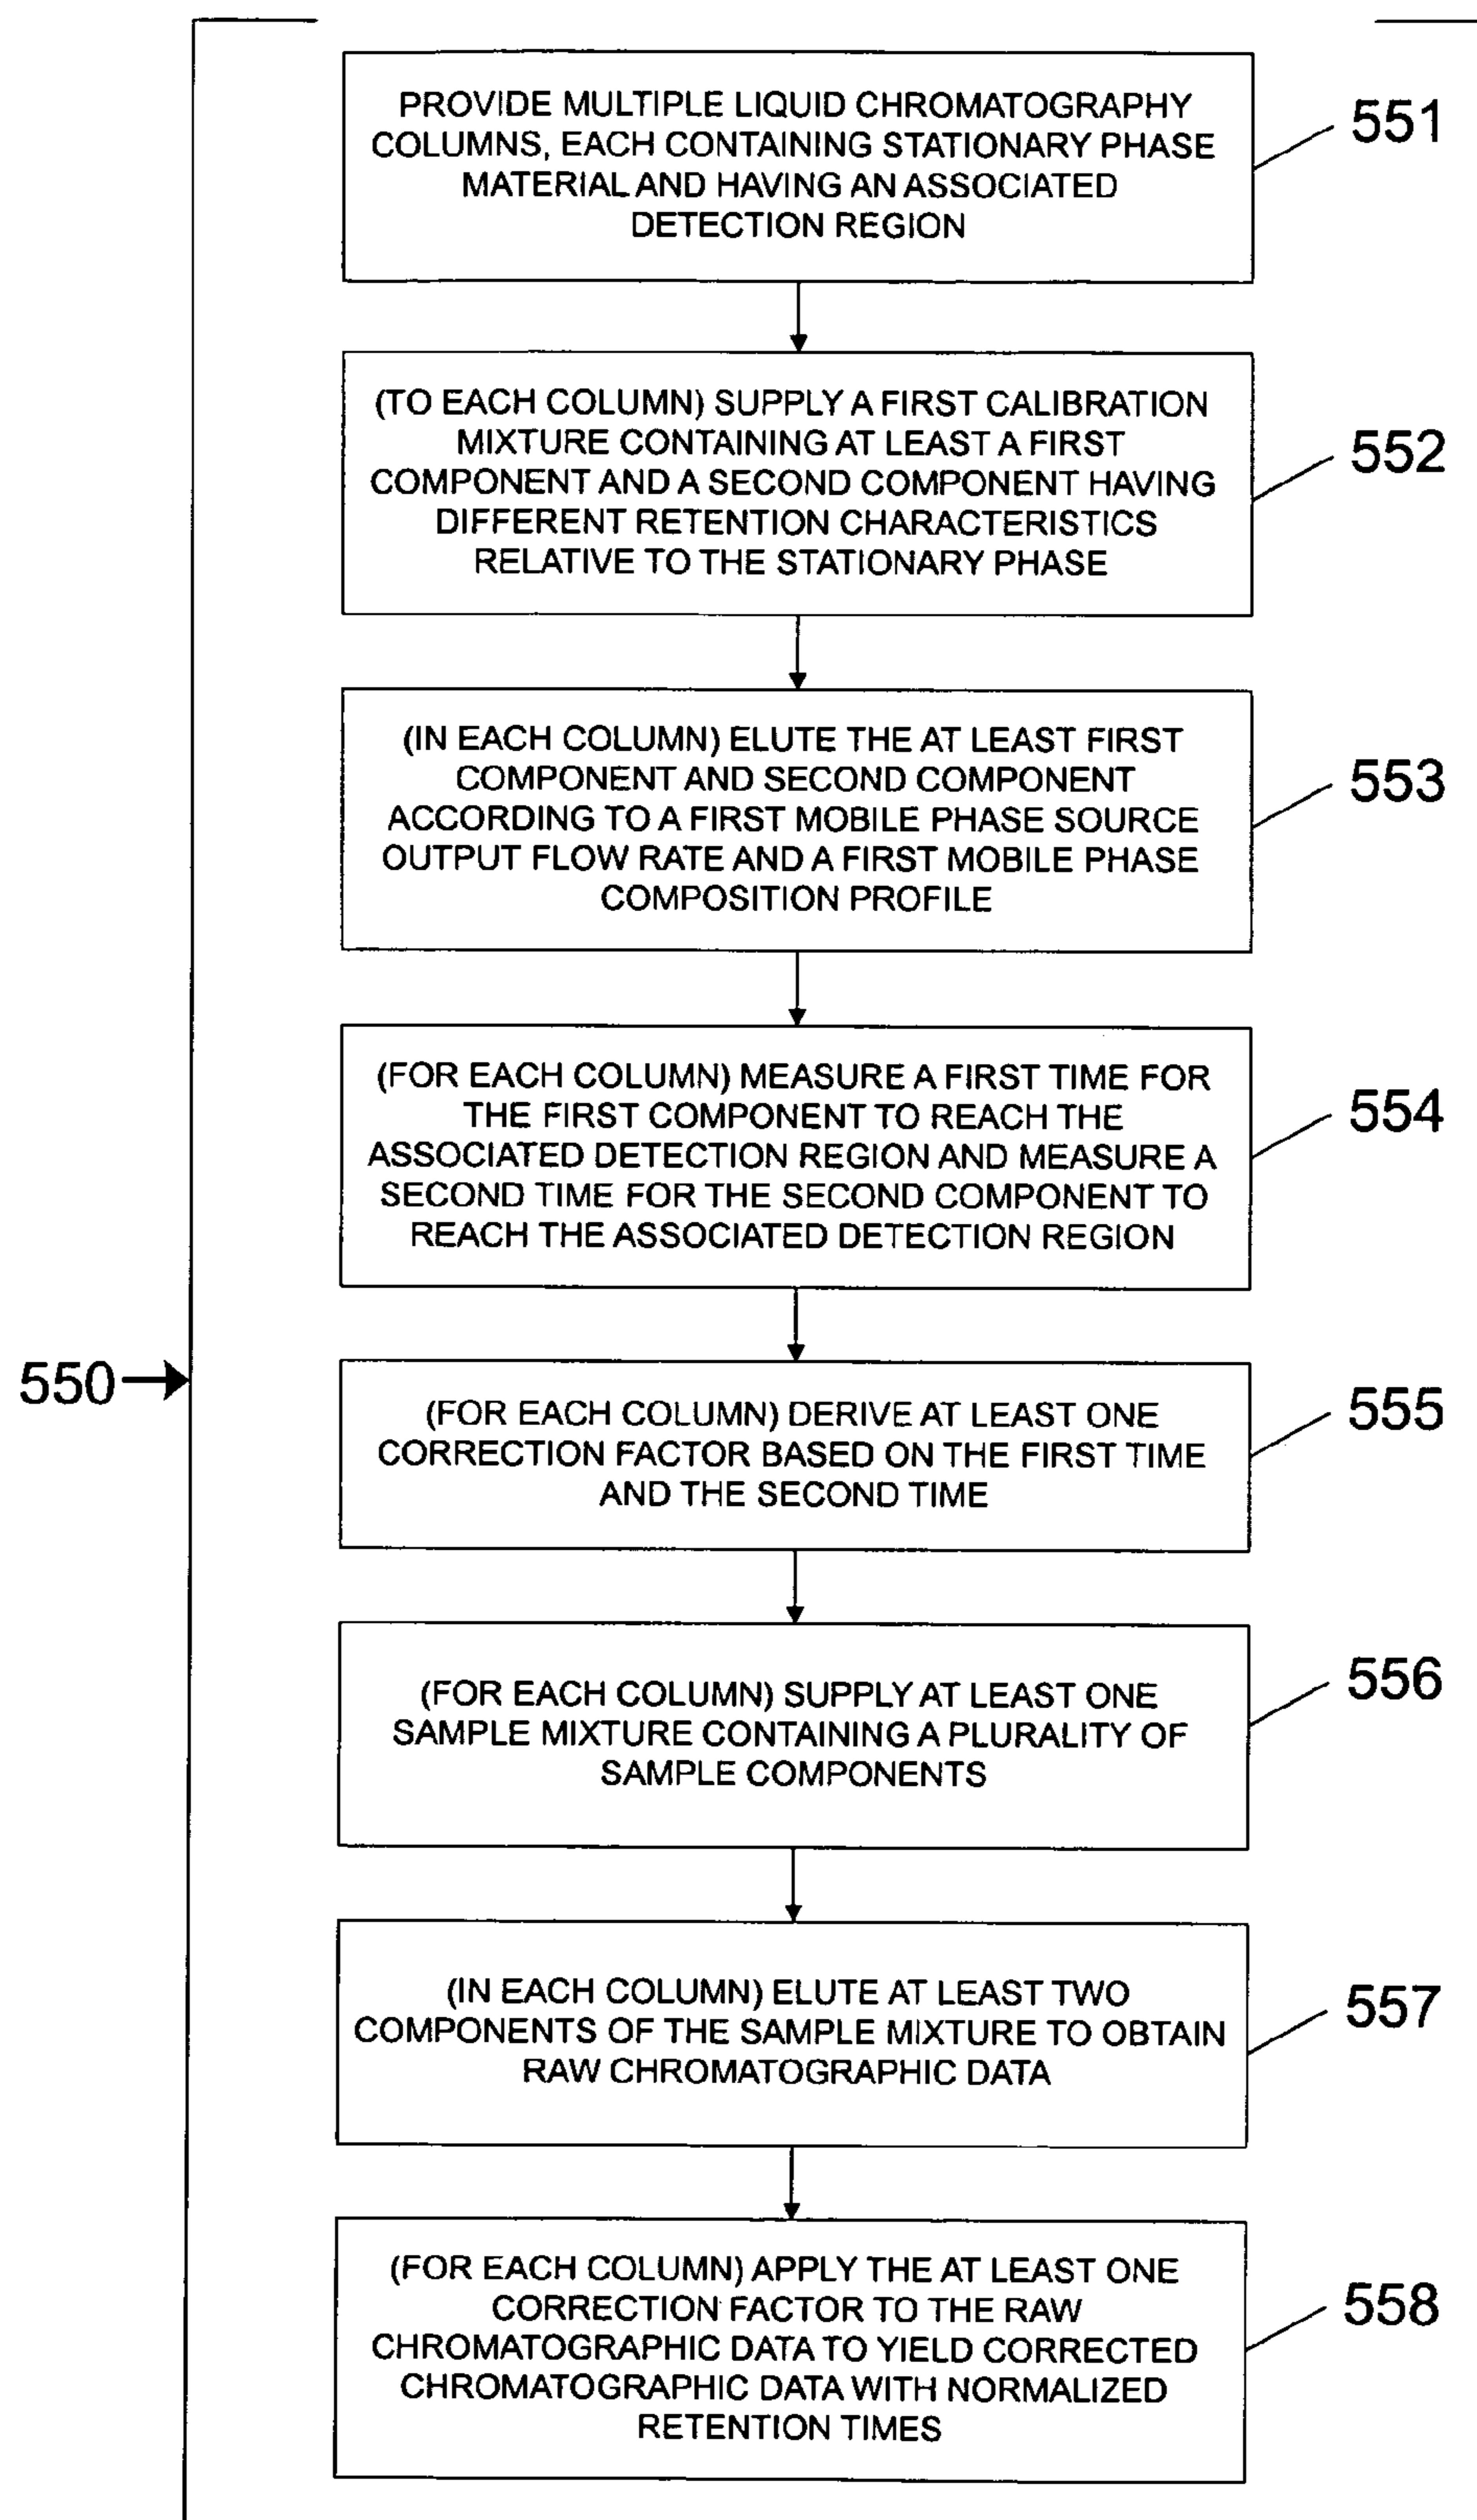 PROVIDE MULTIPLE LIQUID CHROMATOGRAPHY
COLUMNS, EACH CONTAINING STATIONARY PHASE
MATERIAL AND HAVING AN ASSOCIATED
DETECTION REGION
551
(TO EACH COLUMN) SUPPLY A FIRST CALIBRATION
MIXTURE CONTAINING AT LEAST A FIRST
COMPONENT AND A SECOND COMPONENT HAVING
DIFFERENT RETENTION CHARACTERISTICS
RELATIVE TO THE STATIONARY PHASE
552
(IN EACH COLUMN) ELUTE THE AT LEAST FIRST
COMPONENT AND SECOND COMPONENT
ACCORDING TO A FIRST MOBILE PHASE SOURCE
OUTPUT FLOW RATE AND A FIRST MOBILE PHASE
COMPOSITION PROFILE
553
(FOR EACH COLUMN) MEASURE A FIRST TIME FOR
THE FIRST COMPONENT TO REACH THE
ASSOCIATED DETECTION REGION AND MEASURE A
SECOND TIME FOR THE SECOND COMPONENT TO
REACH THE ASSOCIATED DETECTION REGION
554
550
(FOR EACH COLUMN) DERIVE AT LEAST ONE
CORRECTION FACTOR BASED ON THE FIRST TIME
AND THE SECOND TIME
555
(FOR EACH COLUMN) SUPPLY AT LEAST ONE
SAMPLE MIXTURE CONTAINING A PLURALITY OF
SAMPLE COMPONENTS
556
(IN EACH COLUMN) ELUTE AT LEAST TWO
COMPONENTS OF THE SAMPLE MIXTURE TO OBTAIN
RAW CHROMATOGRAPHIC DATA
557
(FOR EACH COLUMN) APPLY THE AT LEAST ONE
CORRECTION FACTOR TO THE RAW
CHROMATOGRAPHIC DATA TO YIELD CORRECTED
CHROMATOGRAPHIC DATA WITH NORMALIZED
RETENTION TIMES
558